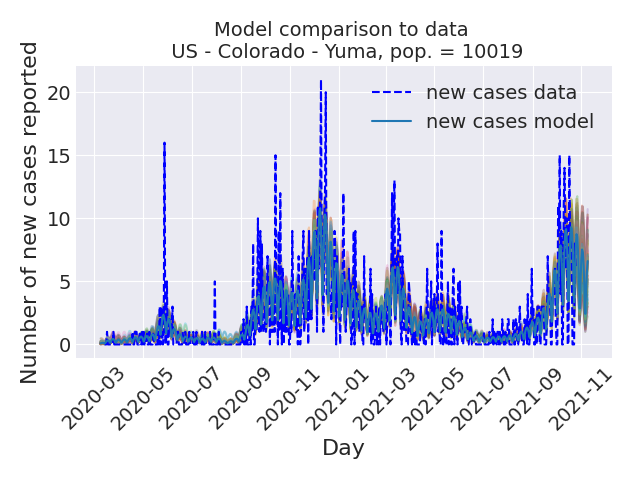 Model comparison to data
US - Colorado - Yuma, pop. = 10019
Number of new cases reported
20
15
10
5
0
new cases data
new cases model
2020-03
2020-05
2020-07
2020-09
2020-11
2021-01
2021-03
2021-05
2021-07
2021-09
2021-11
Day